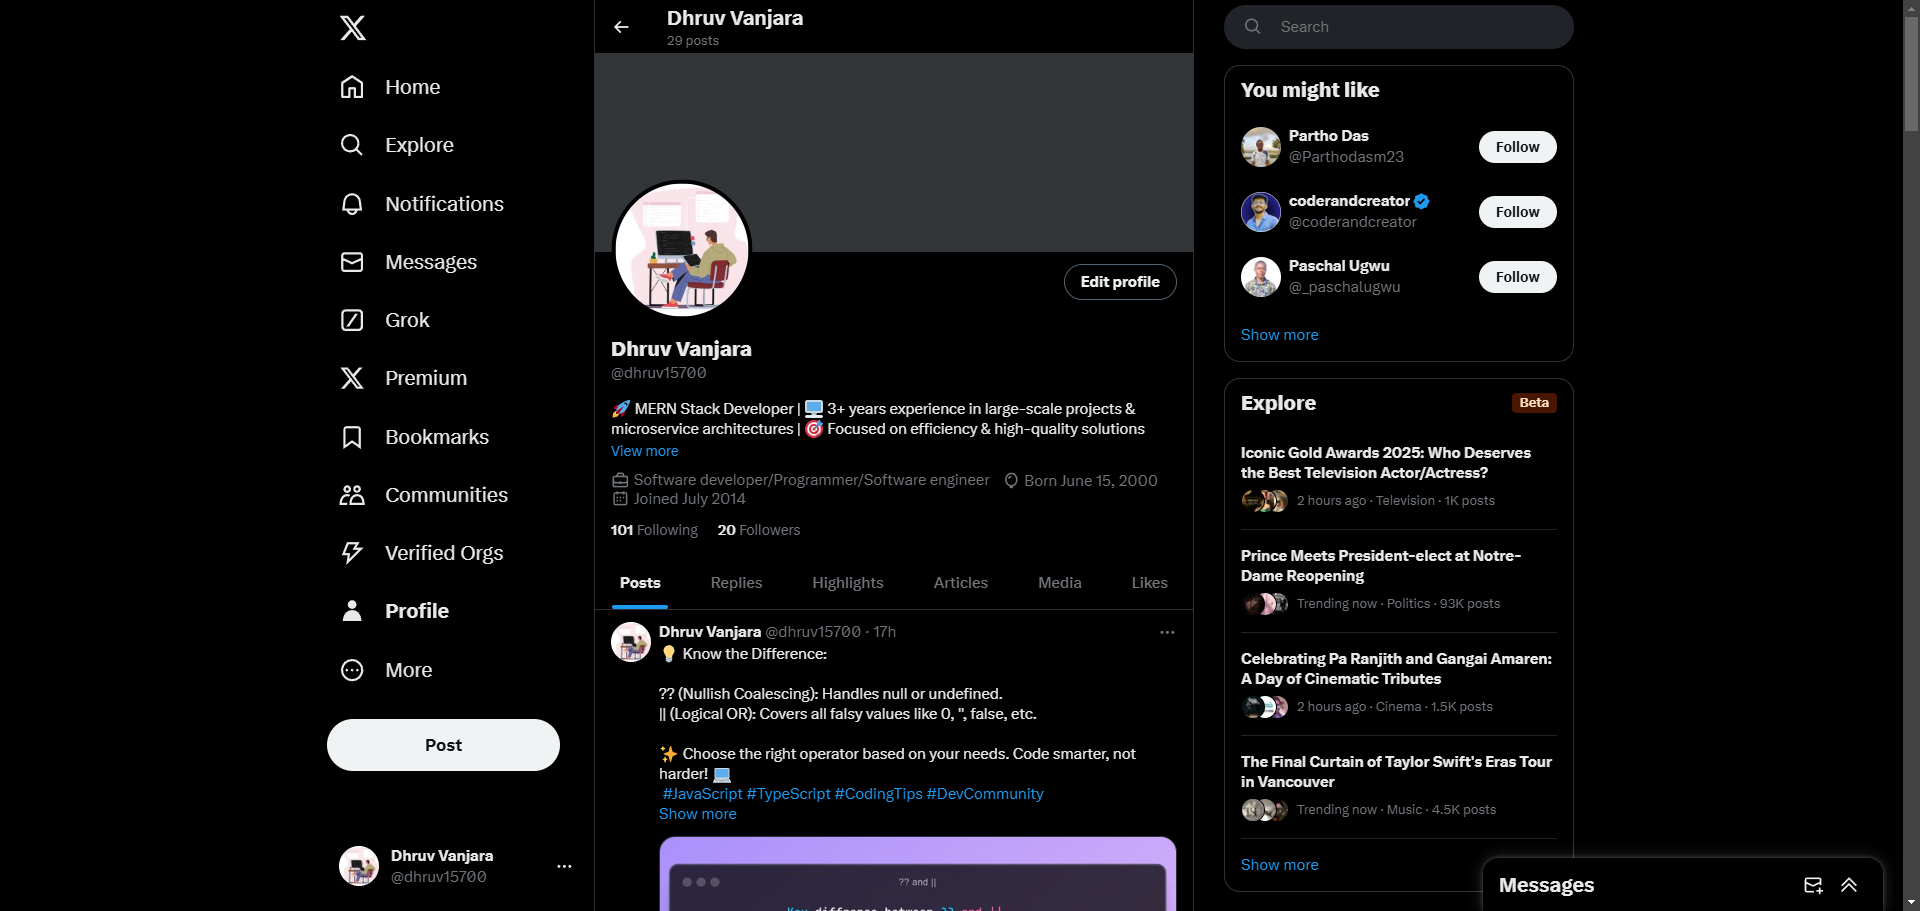 Home
Explore
Notifications
Messages
Grok
Premium
Bookmarks
Communities
Verified Orgs
Profile
More
Post
Dhruv Vanjara
@dhruv15700
Dhruv Vanjara
29 posts
Edit profile
Dhruv Vanjara
@dhruv15700
🚀 MERN Stack Developer | 🖥️ 3+ years experience in large-scale projects &
microservice architectures | 🎯 Focused on efficiency & high-quality solutions
View more
Software developer/Programmer/Software engineer Born June 15, 2000
Joined July 2014
101 Following 20 Followers
Posts Replies Highlights Articles Media Likes
Dhruv Vanjara @dhruv15700 · 17h
💡 Know the Difference:
?? (Nullish Coalescing): Handles null or undefined.
|| (Logical OR): Covers all falsy values like 0, '', false, etc.
✨ Choose the right operator based on your needs. Code smarter, not
harder! 💻
#JavaScript #TypeScript #CodingTips #DevCommunity
Show more
?? and ||
Key difference between ?? and ||
Search
You might like
Partho Das
@Parthodasm23
Follow
coderandcreator
@coderandcreator
Follow
Paschal Ugwu
@_paschalugwu
Follow
Show more
Explore Beta
Iconic Gold Awards 2025: Who Deserves
the Best Television Actor/Actress?
2 hours ago · Television · 1K posts
Prince Meets President-elect at Notre-
Dame Reopening
Trending now · Politics · 93K posts
Celebrating Pa Ranjith and Gangai Amaren:
A Day of Cinematic Tributes
2 hours ago · Cinema · 1.5K posts
The Final Curtain of Taylor Swift's Eras Tour
in Vancouver
Trending now · Music · 4.5K posts
Show more
Messages